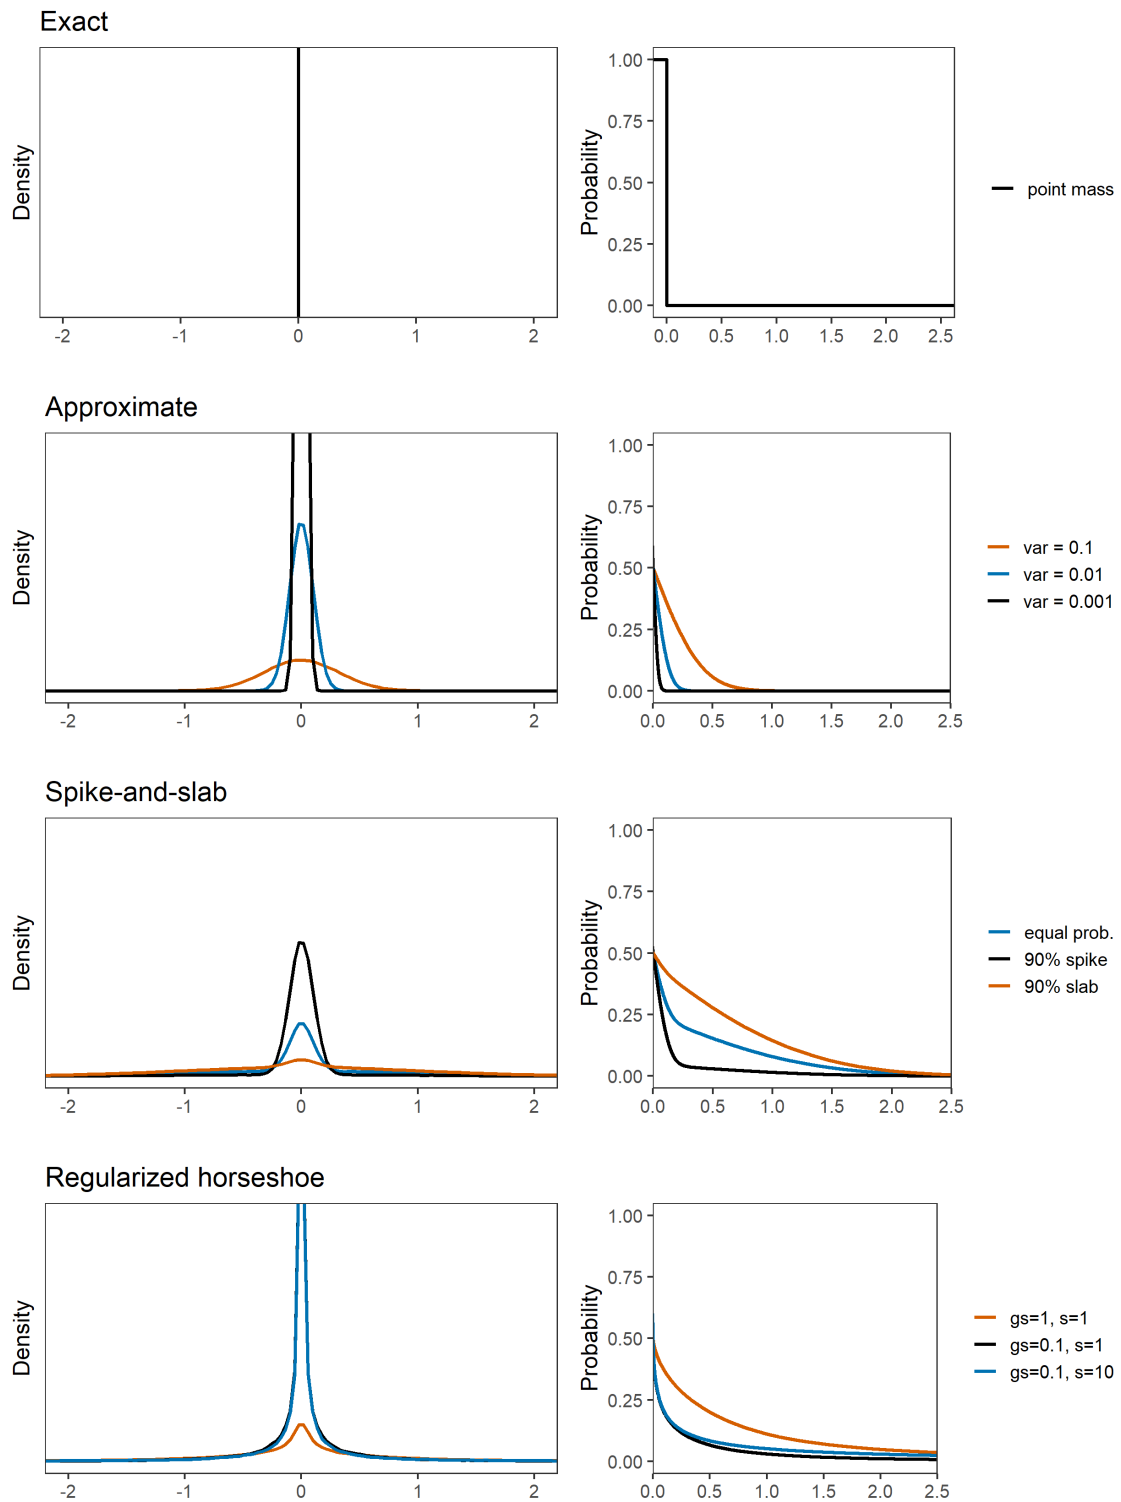 Exact
Density
-2 -1 0 1 2
Probability
1.00
0.75
0.50
0.25
0.00
0.0 0.5 1.0 1.5 2.0 2.5
point mass
Approximate
Density
-2 -1 0 1 2
Probability
1.00
0.75
0.50
0.25
0.00
0.0 0.5 1.0 1.5 2.0 2.5
var = 0.1
var = 0.01
var = 0.001
Spike-and-slab
Density
-2 -1 0 1 2
Probability
1.00
0.75
0.50
0.25
0.00
0.0 0.5 1.0 1.5 2.0 2.5
equal prob.
90% spike
90% slab
Regularized horseshoe
Density
-2 -1 0 1 2
Probability
1.00
0.75
0.50
0.25
0.00
0.0 0.5 1.0 1.5 2.0 2.5
gs=1, s=1
gs=0.1, s=1
gs=0.1, s=10